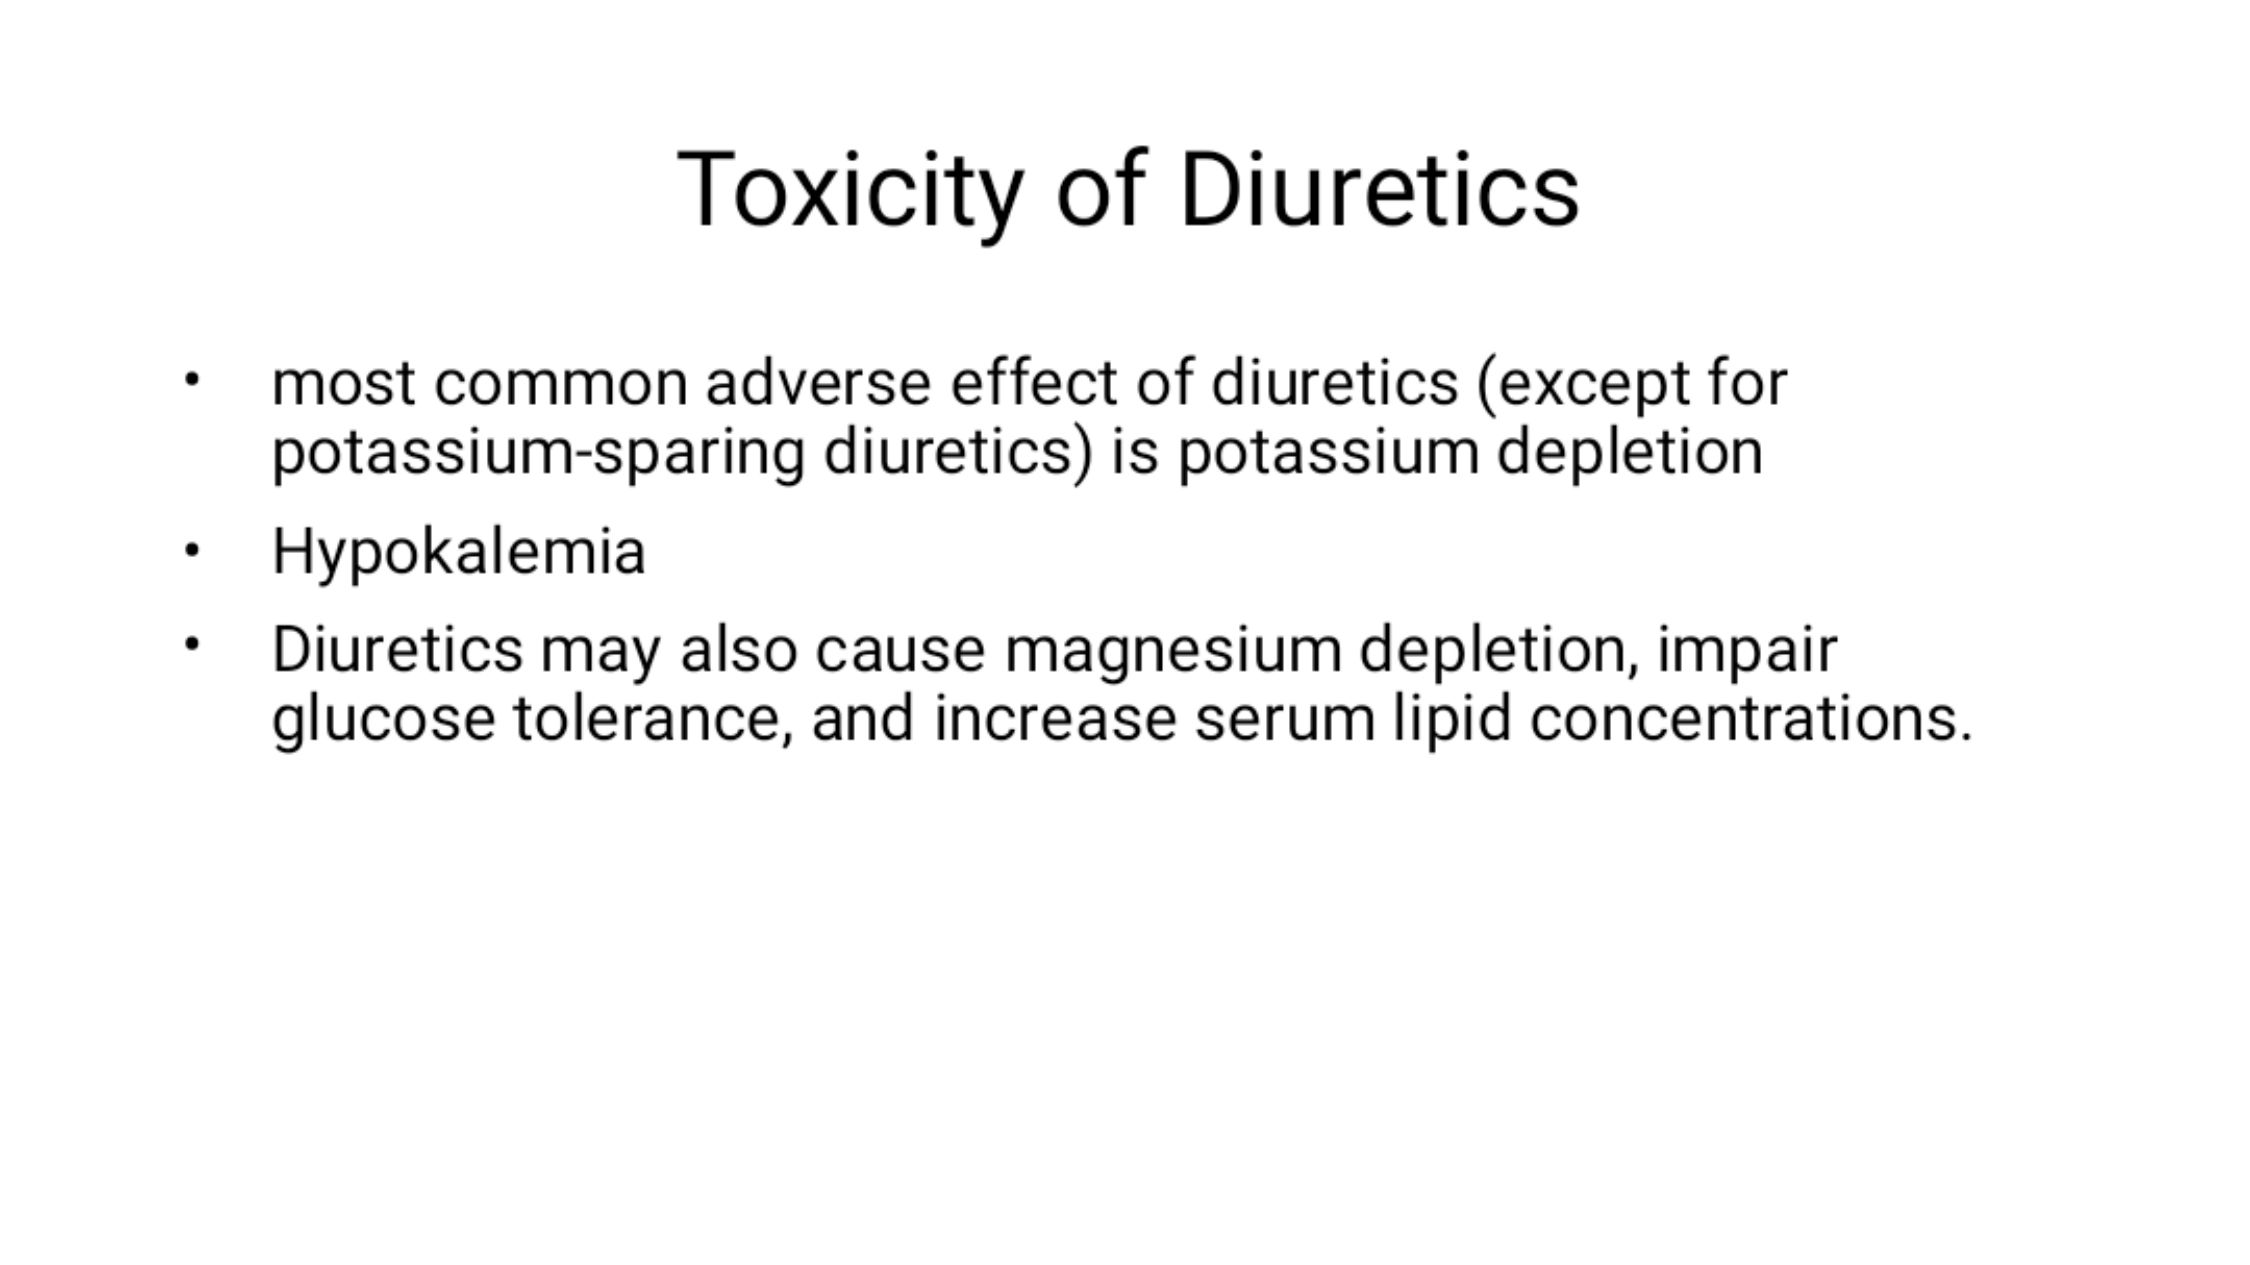 Toxicity of Diuretics
• most common adverse effect of diuretics (except for
potassium-sparing diuretics) is potassium depletion
• Hypokalemia
• Diuretics may also cause magnesium depletion, impair
glucose tolerance, and increase serum lipid concentrations.